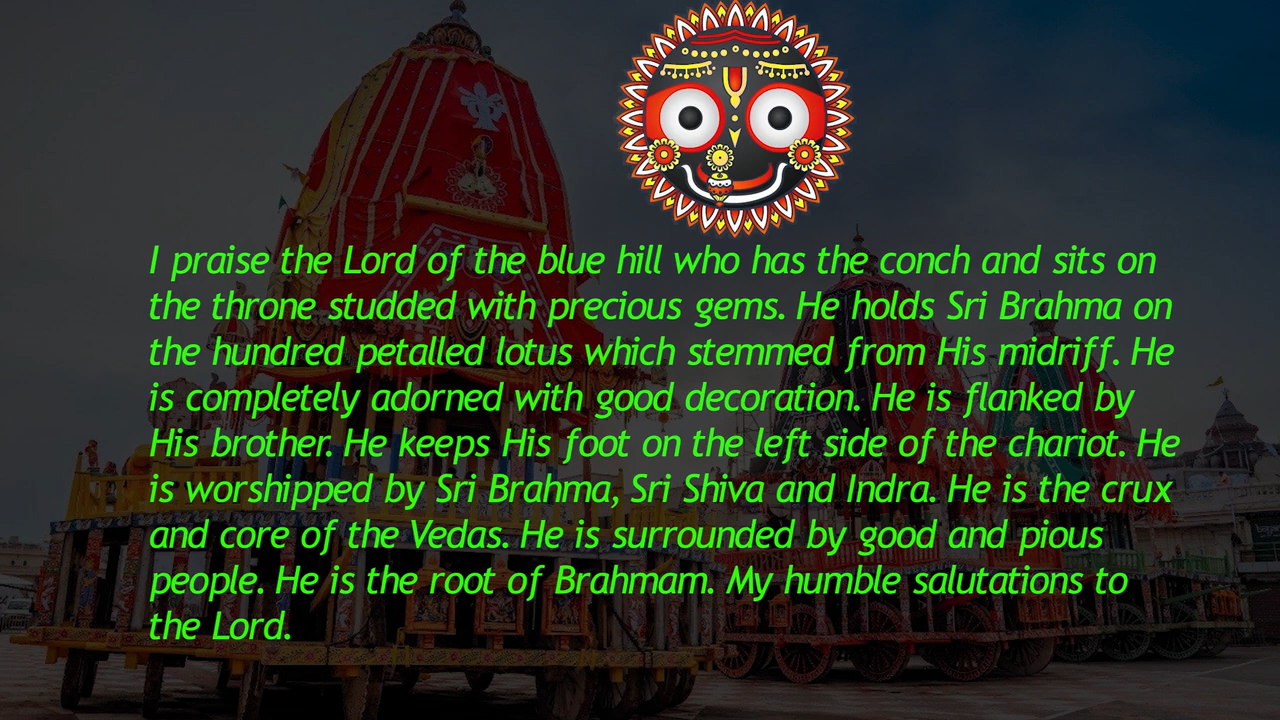 I praise the Lord of the blue hill who has the conch and sits on
the throne studded with precious gems. He holds Sri Brahma on
the hundred petalled lotus which stemmed from His midriff. He
is completely adorned with good decoration. He is flanked by
His brother. He keeps His foot on the left side of the chariot. He
is worshipped by Sri Brahma, Sri Shiva and Indra. He is the crux
and core of the Vedas. He is surrounded by good and pious
people. He is the root of Brahmam. My humble salutations to
the Lord.